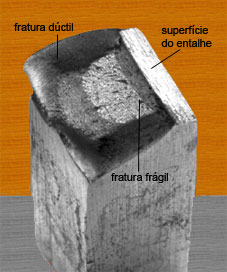 fratura dúctil
superfície
do entalhe
fratura frágil